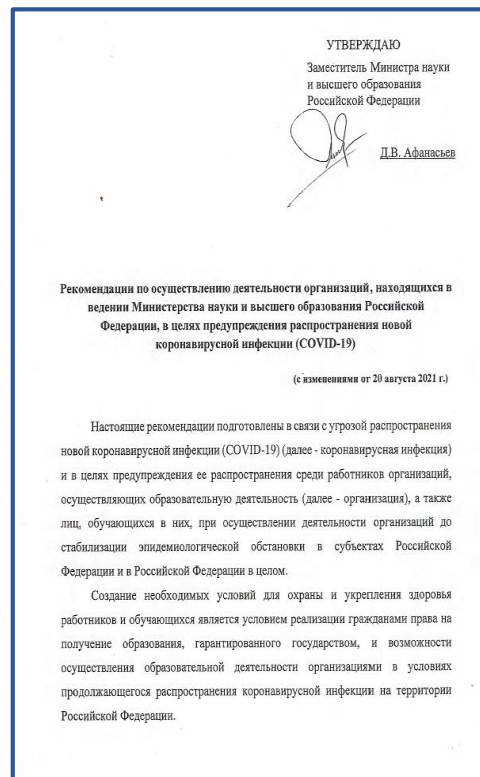 УТВЕРЖДАЮ
Заместитель Министра науки
и высшего образования
Российской Федерации
Д.В. Афанасьев
Рекомендации по осуществлению деятельности организаций, находящихся в
ведении Министерства науки и высшего образования Российской
Федерации, в целях предупреждения распространения новой
коронавирусной инфекции (COVID-19)
(с изменениями от 20 августа 2021 г.)
Настоящие рекомендации подготовлены в связи с угрозой распространения
новой коронавирусной инфекции (COVID-19) (далее - коронавирусная инфекция)
и в целях предупреждения ее распространения среди работников организаций,
осуществляющих образовательную деятельность (далее - организация), а также
лиц, обучающихся в них, при осуществлении деятельности организаций до
стабилизации эпидемиологической обстановки в субъектах Российской
Федерации и в Российской Федерации в целом.
Создание необходимых условий для охраны и укрепления здоровья
работников и обучающихся является условием реализации гражданами права на
получение образования, гарантированного государством, и возможности
осуществления образовательной деятельности организациями в условиях
продолжающегося распространения коронавирусной инфекции на территории
Российской Федерации.